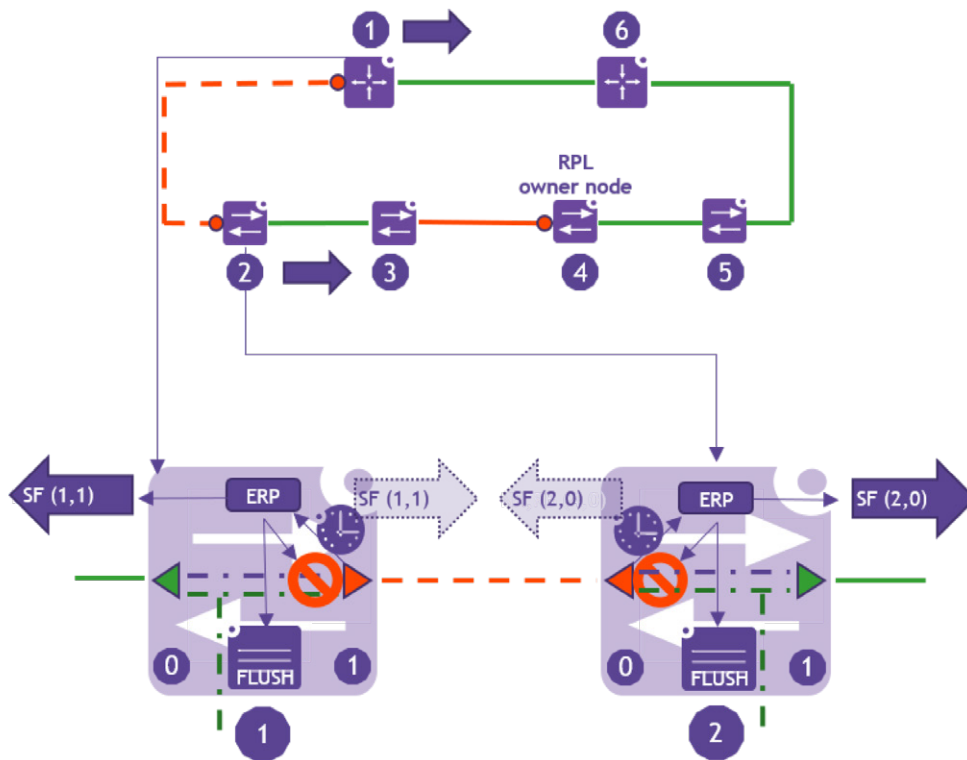 1
6
RPL
owner node
2
3
4
5
SF (1,1)
ERP
SF (1,1)
SF (2,0)
ERP
SF (2,0)
FLUSH
0
1
FLUSH
0
1
1
2